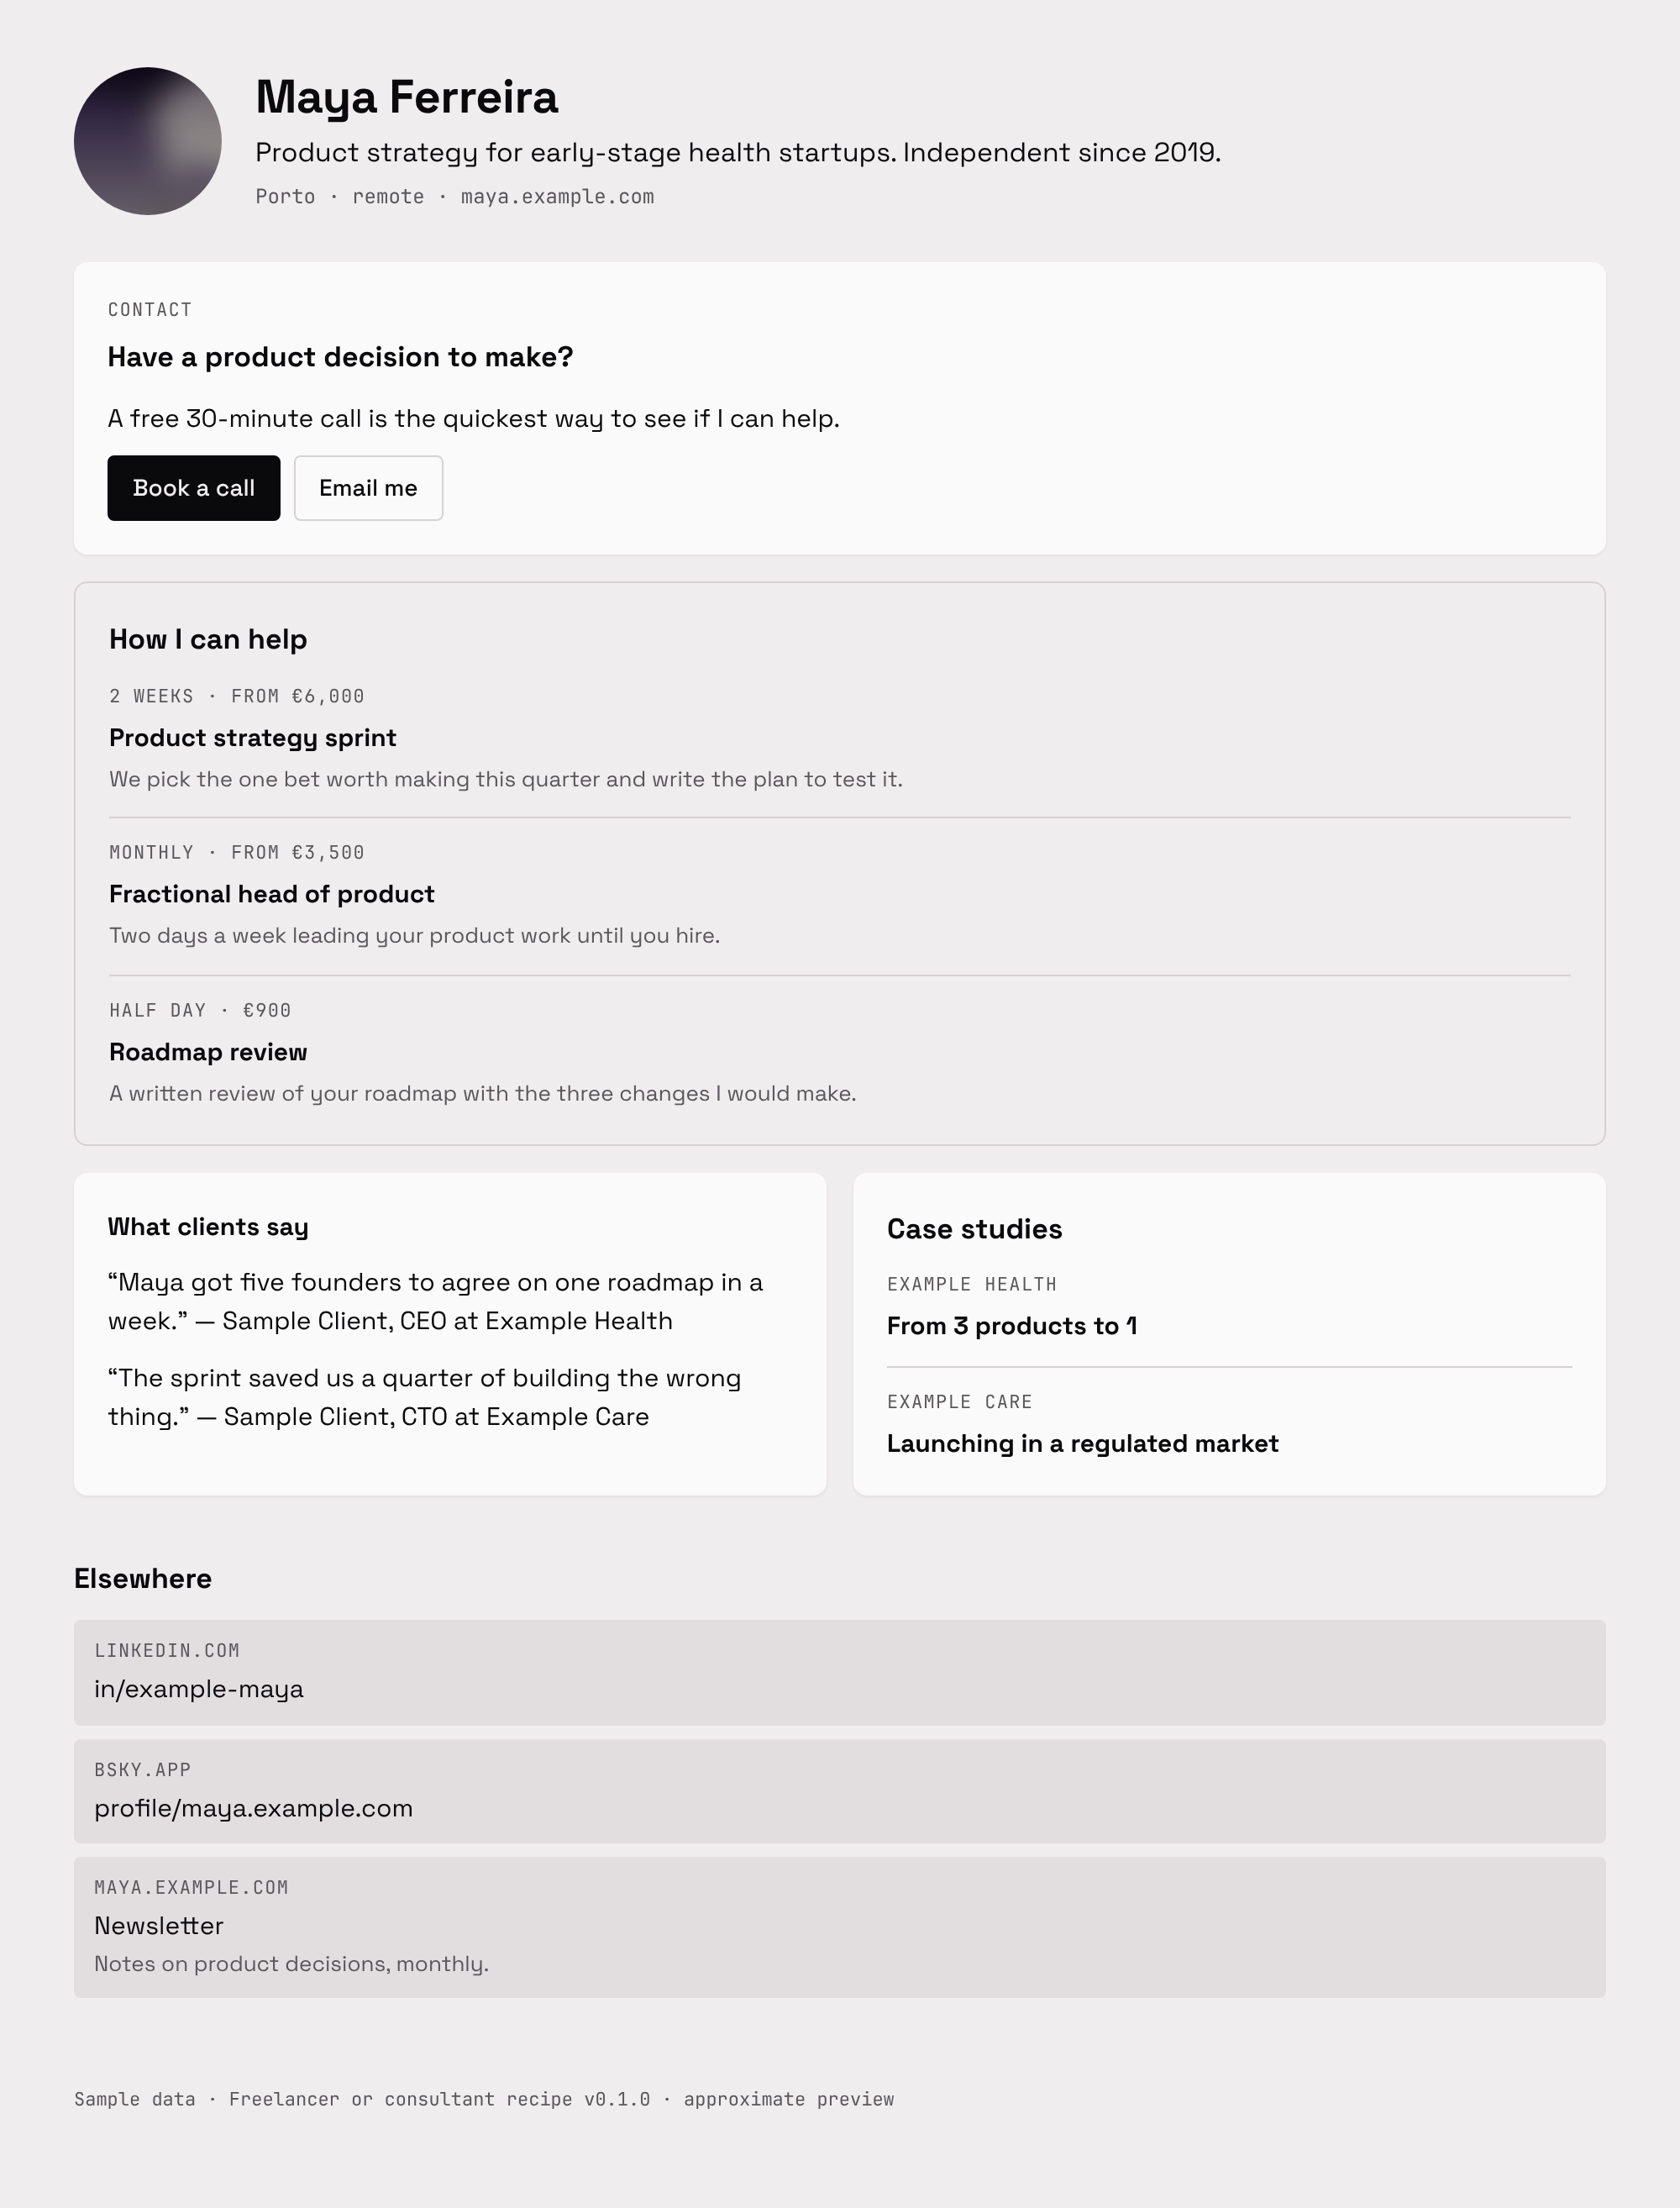 Maya Ferreira
Product strategy for early-stage health startups. Independent since 2019.
Porto · remote · maya.example.com
CONTACT
Have a product decision to make?
A free 30-minute call is the quickest way to see if I can help.
Book a call
Email me
How I can help
2 WEEKS · FROM €6,000
Product strategy sprint
We pick the one bet worth making this quarter and write the plan to test it.
MONTHLY · FROM €3,500
Fractional head of product
Two days a week leading your product work until you hire.
HALF DAY · €900
Roadmap review
A written review of your roadmap with the three changes I would make.
What clients say
“Maya got five founders to agree on one roadmap in a
week.” — Sample Client, CEO at Example Health
“The sprint saved us a quarter of building the wrong
thing.” — Sample Client, CTO at Example Care
Case studies
EXAMPLE HEALTH
From 3 products to 1
EXAMPLE CARE
Launching in a regulated market
Elsewhere
LINKEDIN.COM
in/example-maya
BSKY.APP
profile/maya.example.com
MAYA.EXAMPLE.COM
Newsletter
Notes on product decisions, monthly.
Sample data · Freelancer or consultant recipe v0.1.0 · approximate preview